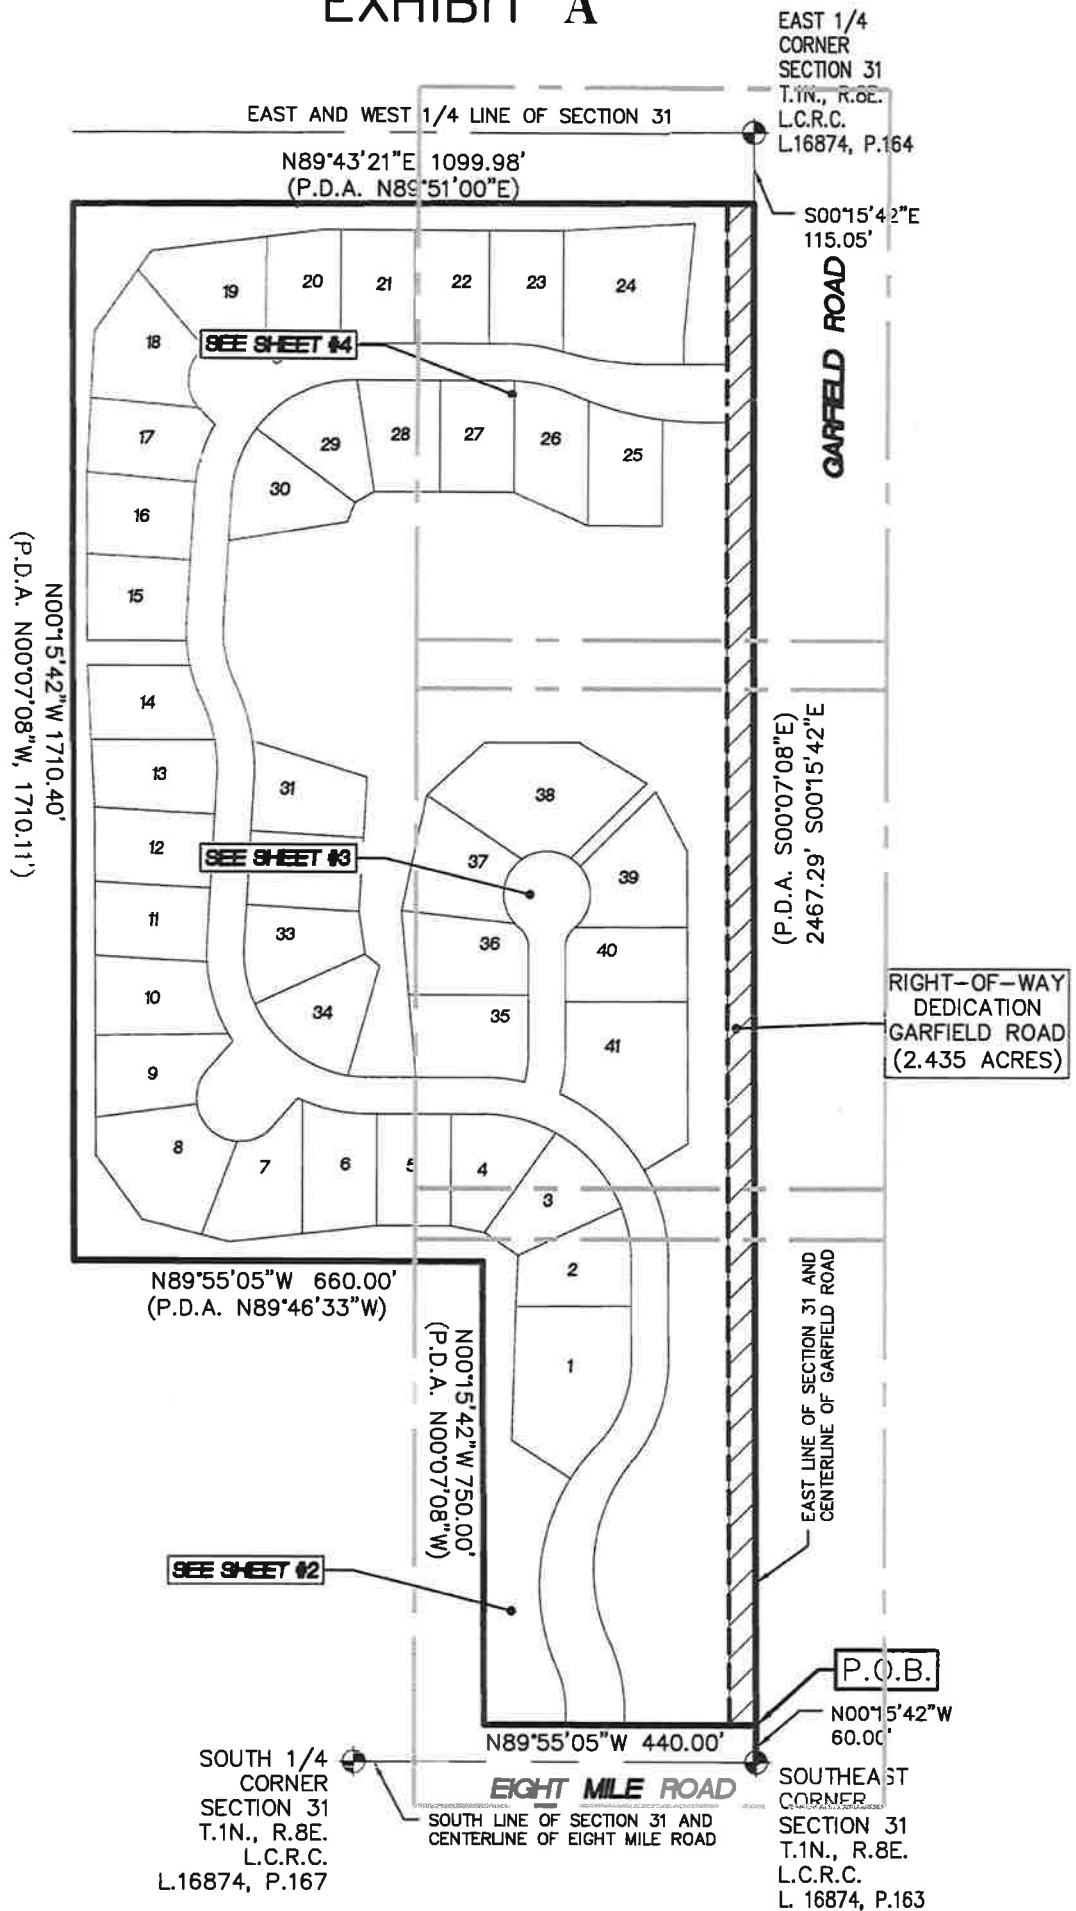 EXHIBIT A
EAST 1/4
CORNER
SECTION 31
T.1N., R.8E.
L.C.R.C.
L.16874, P.164
EAST AND WEST 1/4 LINE OF SECTION 31
N89°43'21"E 1099.98'
(P.D.A. N89°51'00"E)
S00°15'42"E
115.05'
GARFIELD ROAD
19
20
21
22
23
24
18
SEE SHEET #4
17
29
28
27
26
25
30
16
15
N00°15'42"W 1710.40'
(P.D.A. N00°07'08"W, 1710.11')
14
13
31
38
(P.D.A. S00°07'08"E)
2467.29' S00°15'42"E
12
SEE SHEET #3
37
39
11
33
36
40
10
34
35
41
RIGHT-OF-WAY
DEDICATION
GARFIELD ROAD
(2.435 ACRES)
9
8
7
6
5
4
3
2
1
N89°55'05"W 660.00'
(P.D.A. N89°46'33"W)
N00°15'42"W 750.00'
(P.D.A. N00°07'08"W)
EAST LINE OF SECTION 31 AND
CENTERLINE OF GARFIELD ROAD
SEE SHEET #2
P.O.B.
N00°15'42"W
60.00'
N89°55'05"W 440.00'
SOUTH 1/4
CORNER
SECTION 31
T.1N., R.8E.
L.C.R.C.
L.16874, P.167
EIGHT MILE ROAD
SOUTH LINE OF SECTION 31 AND
CENTERLINE OF EIGHT MILE ROAD
SOUTHEAST
CORNER
SECTION 31
T.1N., R.8E.
L.C.R.C.
L. 16874, P.163